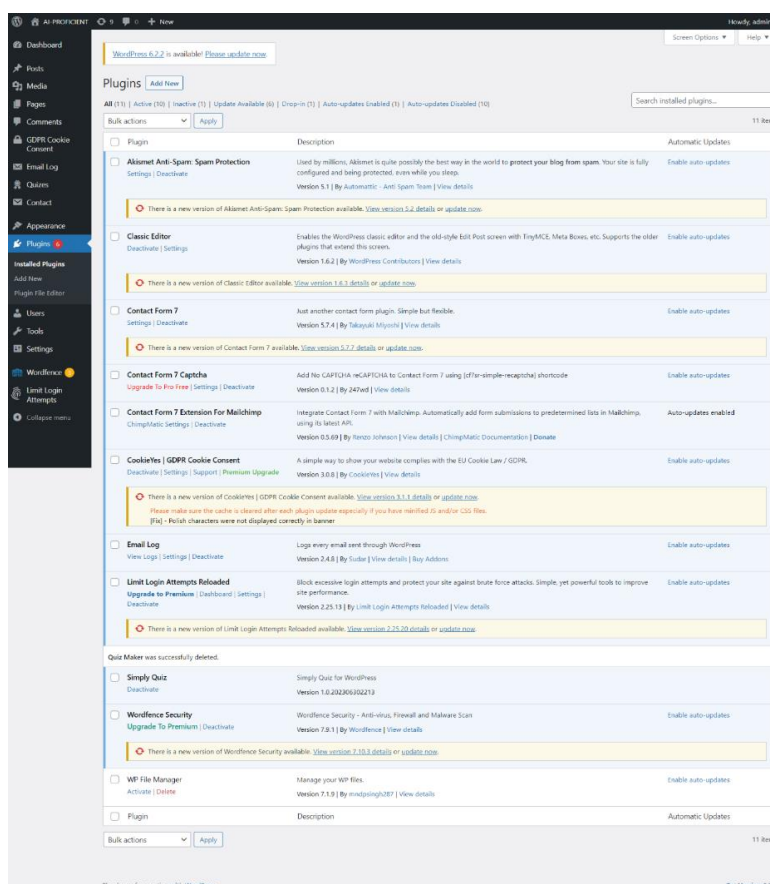 AI-PROFICIENT 9 0 + New Howdy, admin
Screen Options ▼ Help ▼
Dashboard
Posts
Media
Pages
Comments
GDPR Cookie
Consent
Email Log
Quizes
Contact
Appearance
Plugins 6
Installed Plugins
Add New
Plugin File Editor
Users
Tools
Settings
Wordfence
Limit Login
Attempts
Collapse menu
WordPress 6.2.2 is available! Please update now.
Plugins Add New
All (11) | Active (10) | Inactive (1) | Update Available (6) | Drop-in (1) | Auto-updates Enabled (1) | Auto-updates Disabled (10)
Search installed plugins...
Bulk actions Apply 11 ite
Plugin Description Automatic Updates
Akismet Anti-Spam: Spam Protection
Settings | Deactivate
Used by millions, Akismet is quite possibly the best way in the world to protect your blog from spam. Your site is fully
configured and being protected, even while you sleep.
Version 5.1 | By Automattic - Anti Spam Team | View details
Enable auto-updates
There is a new version of Akismet Anti-Spam: Spam Protection available. View version 5.2 details or update now.
Classic Editor
Deactivate | Settings
Enables the WordPress classic editor and the old-style Edit Post screen with TinyMCE, Meta Boxes, etc. Supports the older
plugins that extend this screen.
Version 1.6.2 | By WordPress Contributors | View details
Enable auto-updates
There is a new version of Classic Editor available. View version 1.6.3 details or update now.
Contact Form 7
Settings | Deactivate
Just another contact form plugin. Simple but flexible.
Version 5.7.4 | By Takayuki Miyoshi | View details
Enable auto-updates
There is a new version of Contact Form 7 available. View version 5.7.7 details or update now.
Contact Form 7 Captcha
Upgrade To Pro Free | Settings | Deactivate
Add No CAPTCHA reCAPTCHA to Contact Form 7 using [cf7sr-simple-recaptcha] shortcode
Version 0.1.2 | By 247wd | View details
Enable auto-updates
Contact Form 7 Extension For Mailchimp
ChimpMatic Settings | Deactivate
Integrate Contact Form 7 with Mailchimp. Automatically add form submissions to predetermined lists in Mailchimp,
using its latest API.
Version 0.5.69 | By Renzo Johnson | View details | ChimpMatic Documentation | Donate
Auto-updates enabled
CookieYes | GDPR Cookie Consent
Deactivate | Settings | Support | Premium Upgrade
A simple way to show your website complies with the EU Cookie Law / GDPR.
Version 3.0.8 | By CookieYes | View details
Enable auto-updates
There is a new version of CookieYes | GDPR Cookie Consent available. View version 3.1.1 details or update now.
Please make sure the cache is cleared after each plugin update especially if you have minified JS and/or CSS files.
[Fix] - Polish characters were not displayed correctly in banner
Email Log
View Logs | Settings | Deactivate
Logs every email sent through WordPress
Version 2.4.8 | By Sudar | View details | Buy Addons
Enable auto-updates
Limit Login Attempts Reloaded
Upgrade to Premium | Dashboard | Settings |
Deactivate
Block excessive login attempts and protect your site against brute force attacks. Simple, yet powerful tools to improve
site performance.
Version 2.25.13 | By Limit Login Attempts Reloaded | View details
Enable auto-updates
There is a new version of Limit Login Attempts Reloaded available. View version 2.25.20 details or update now.
Quiz Maker was successfully deleted.
Simply Quiz
Deactivate
Simply Quiz for WordPress
Version 1.0.202306302213
Wordfence Security
Upgrade To Premium | Deactivate
Wordfence Security - Anti-virus, Firewall and Malware Scan
Version 7.9.1 | By Wordfence | View details
Enable auto-updates
There is a new version of Wordfence Security available. View version 7.10.3 details or update now.
WP File Manager
Activate | Delete
Manage your WP files.
Version 7.1.9 | By mndpsingh287 | View details
Enable auto-updates
Plugin Description Automatic Updates
Bulk actions Apply 11 ite